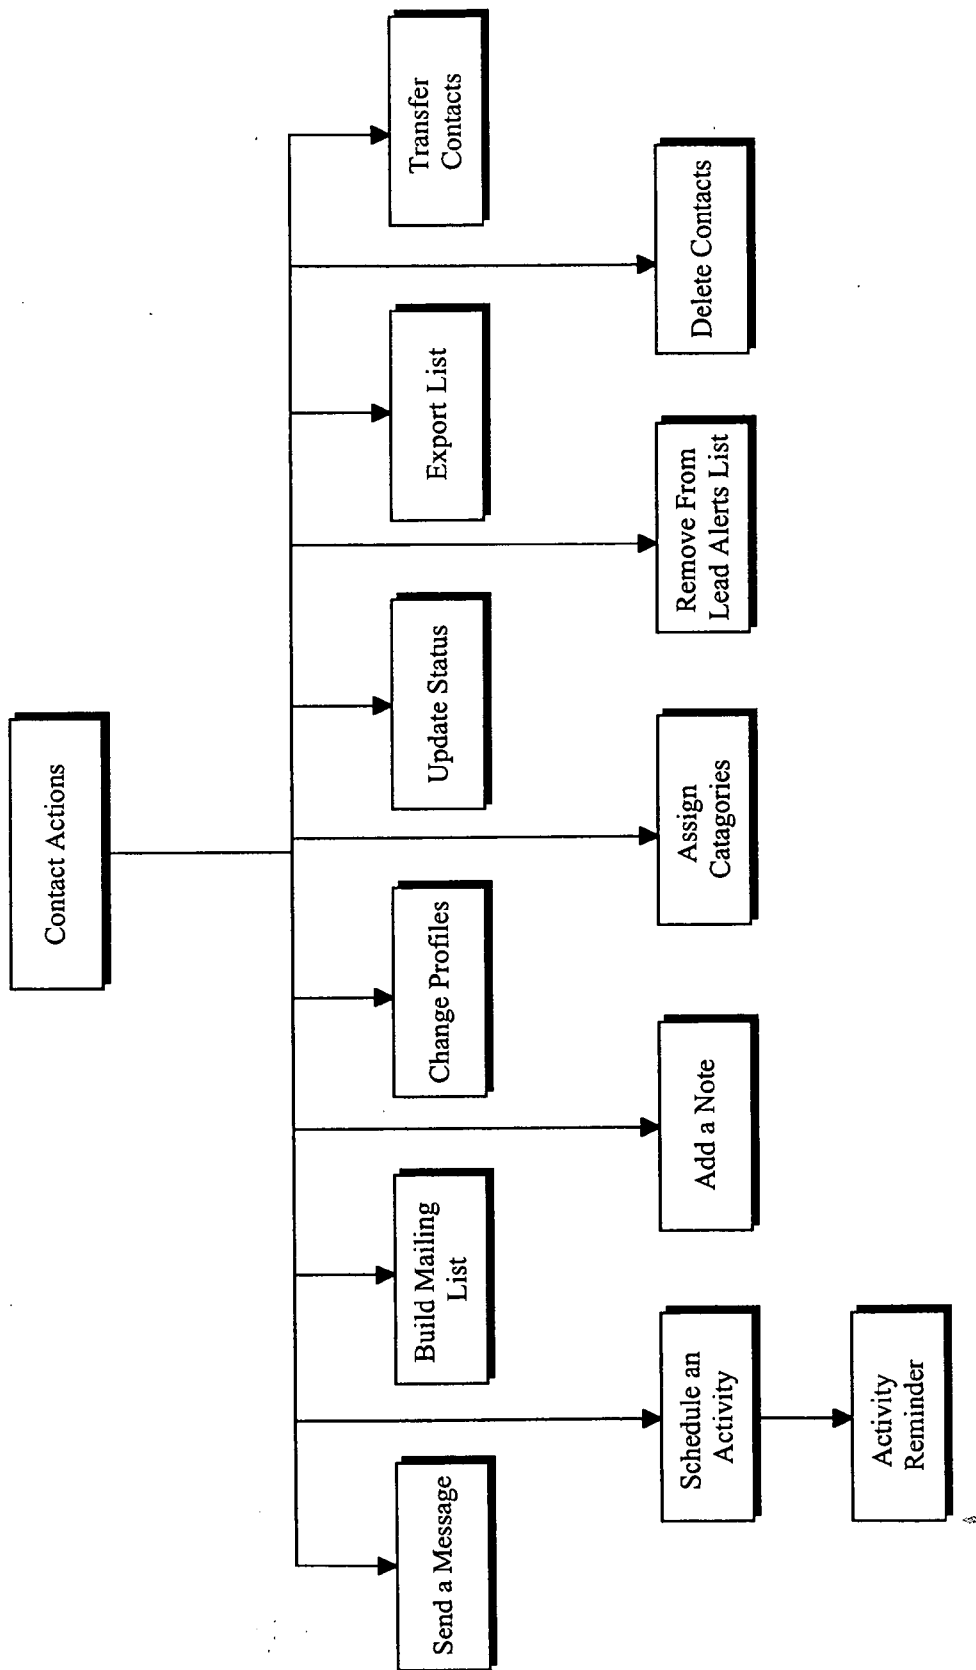 Contact Actions
Send a Message
Build Mailing
List
Change Profiles
Update Status
Export List
Transfer
Contacts
Schedule an
Activity
Add a Note
Assign
Catagories
Remove From
Lead Alerts List
Delete Contacts
Activity
Reminder